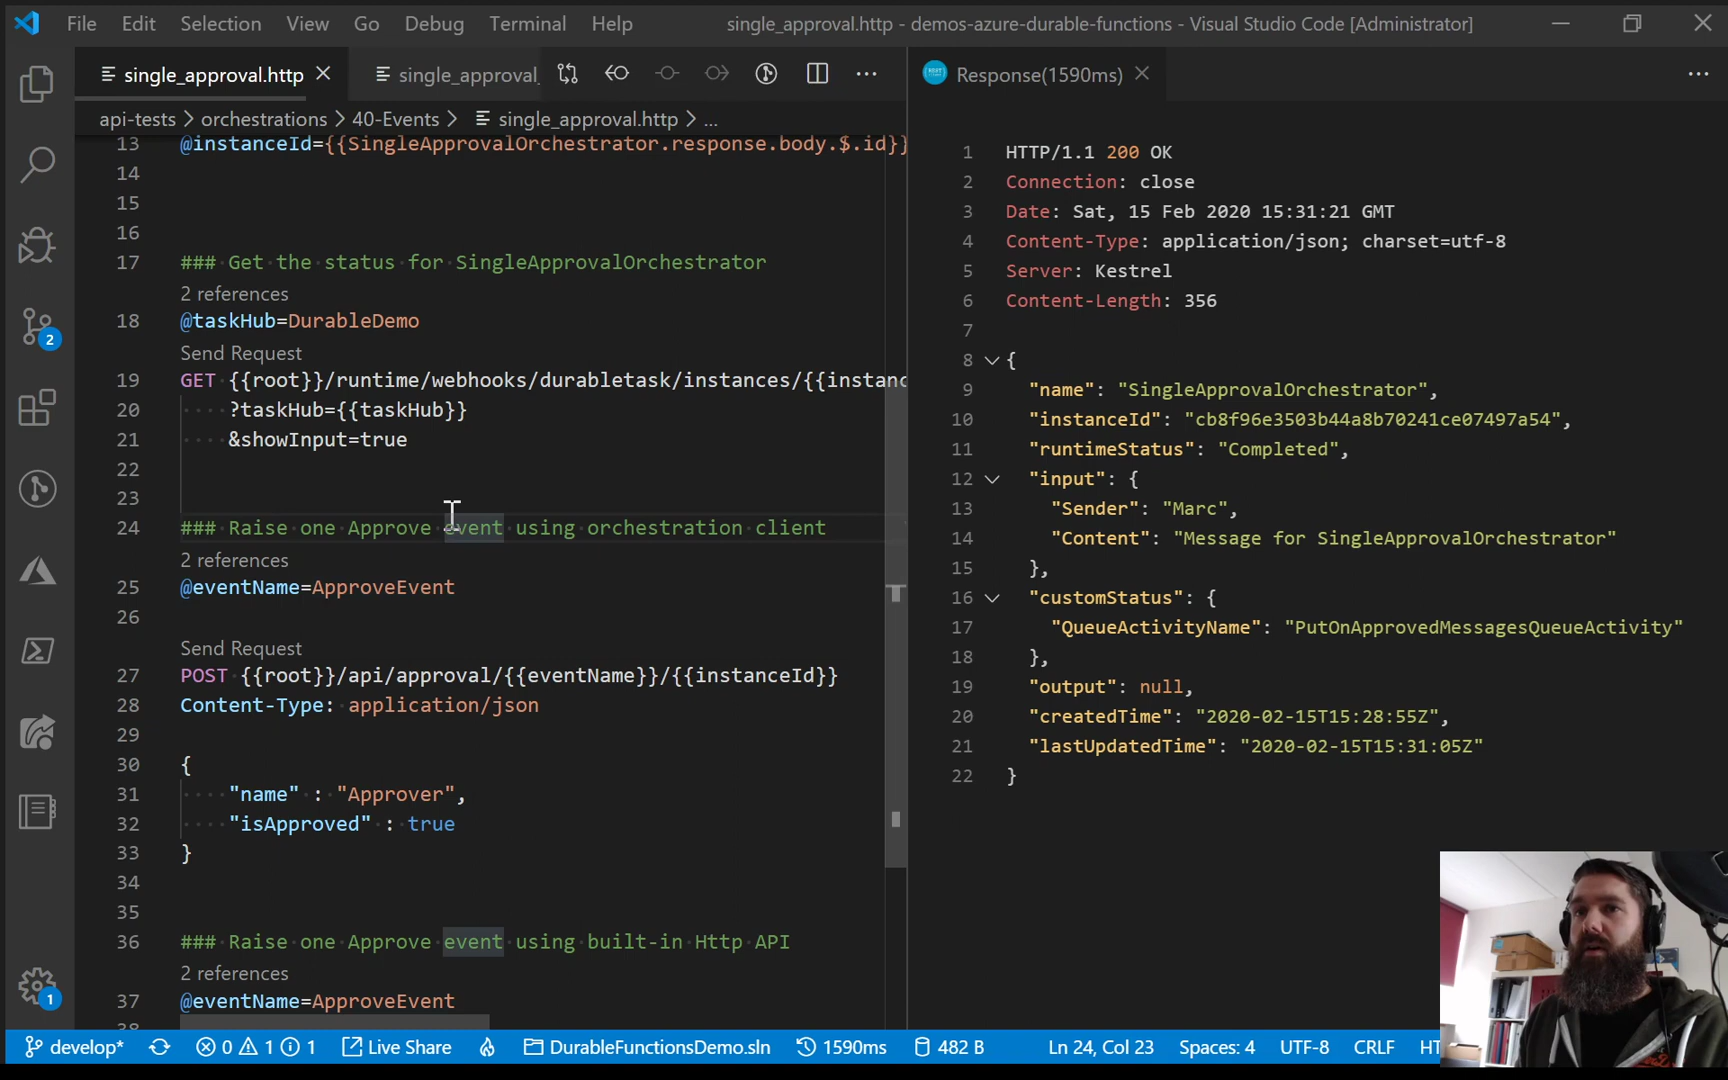 File Edit Selection View Go Debug Terminal Help single_approval.http - demos-azure-durable-functions - Visual Studio Code [Administrator]
single_approval.http single_approval_
Response(1590ms)
api-tests > orchestrations > 40-Events > single_approval.http > ...
13 @instanceId={{SingleApprovalOrchestrator.response.body.$.id}}
14
15
16
17 ### Get the status for SingleApprovalOrchestrator
2 references
18 @taskHub=DurableDemo
Send Request
19 GET {{root}}/runtime/webhooks/durabletask/instances/{{instanc
20 ?taskHub={{taskHub}}
21 &showInput=true
22
23
24 ### Raise one Approve event using orchestration client
2 references
25 @eventName=ApproveEvent
26
Send Request
27 POST {{root}}/api/approval/{{eventName}}/{{instanceId}}
28 Content-Type: application/json
29
30 {
31 "name" : "Approver",
32 "isApproved" : true
33 }
34
35
36 ### Raise one Approve event using built-in Http API
2 references
37 @eventName=ApproveEvent
38
1 HTTP/1.1 200 OK
2 Connection: close
3 Date: Sat, 15 Feb 2020 15:31:21 GMT
4 Content-Type: application/json; charset=utf-8
5 Server: Kestrel
6 Content-Length: 356
7
8 {
9 "name": "SingleApprovalOrchestrator",
10 "instanceId": "cb8f96e3503b44a8b70241ce07497a54",
11 "runtimeStatus": "Completed",
12 "input": {
13 "Sender": "Marc",
14 "Content": "Message for SingleApprovalOrchestrator"
15 },
16 "customStatus": {
17 "QueueActivityName": "PutOnApprovedMessagesQueueActivity"
18 },
19 "output": null,
20 "createdTime": "2020-02-15T15:28:55Z",
21 "lastUpdatedTime": "2020-02-15T15:31:05Z"
22 }
2
1
develop* 0 1 1 Live Share DurableFunctionsDemo.sln 1590ms 482 B Ln 24, Col 23 Spaces: 4 UTF-8 CRLF HT